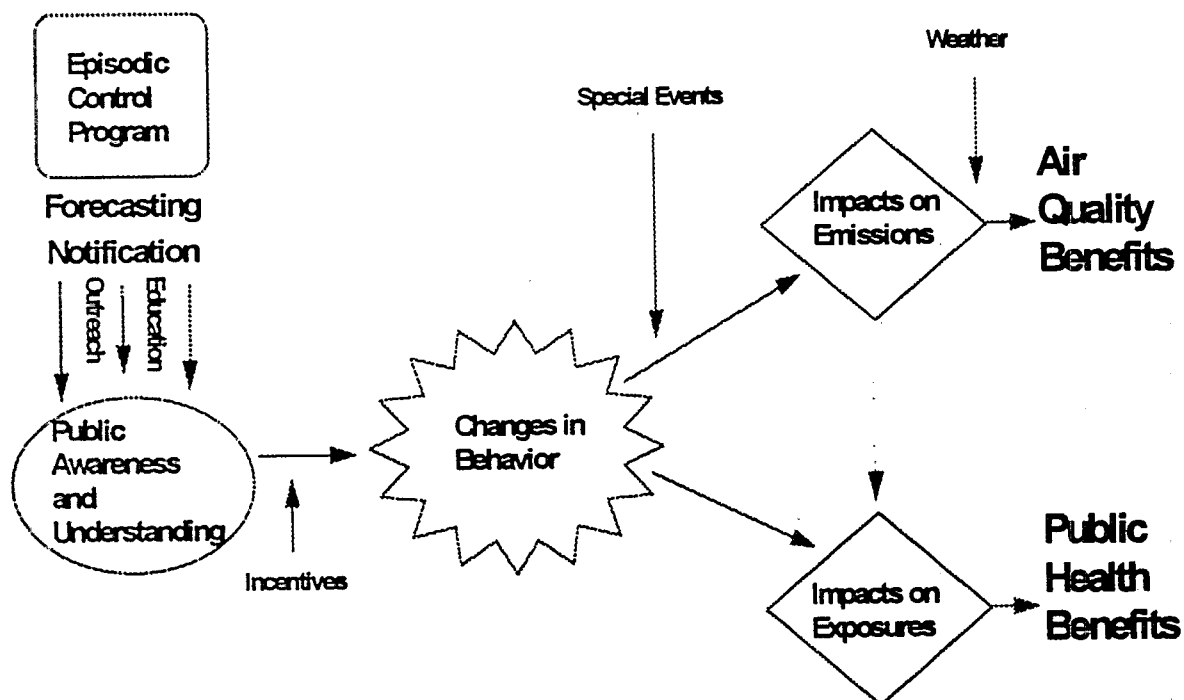 Episodic
Control
Program
Forecasting
Notification
Outreach
Education
Public
Awareness
and
Understanding
Incentives
Changes in
Behavior
Special Events
Weather
Impacts on
Emissions
Air
Quality
Benefits
Impacts on
Exposures
Public
Health
Benefits